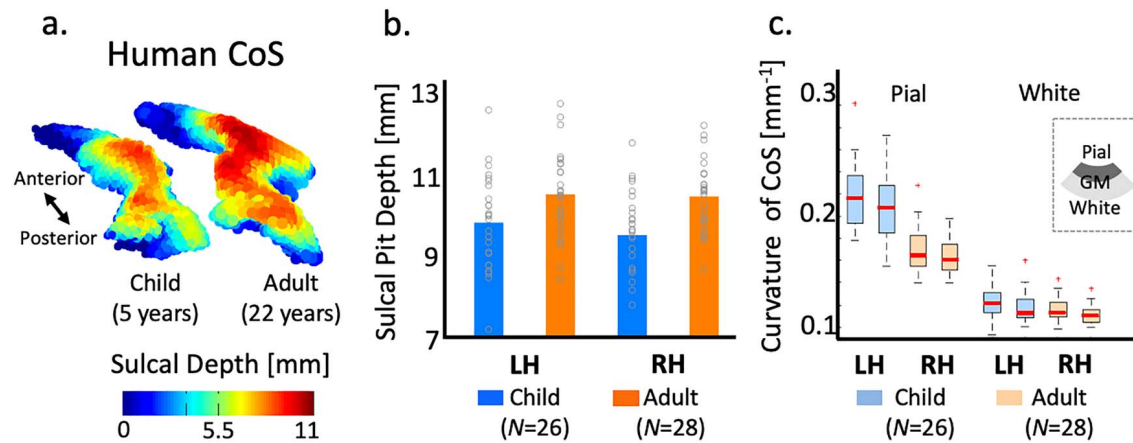 a.
Human CoS
Anterior
Posterior
Child
(5 years)
Adult
(22 years)
Sulcal Depth [mm]
0
5.5
11
b.
Sulcal Pit Depth [mm]
13
11
9
7
LH
RH
Child
(N=26)
Adult
(N=28)
c.
Curvature of CoS [mm-1]
0.3
0.2
0.1
Pial
White
Pial
GM
White
LH
RH
LH
RH
Child
(N=26)
Adult
(N=28)